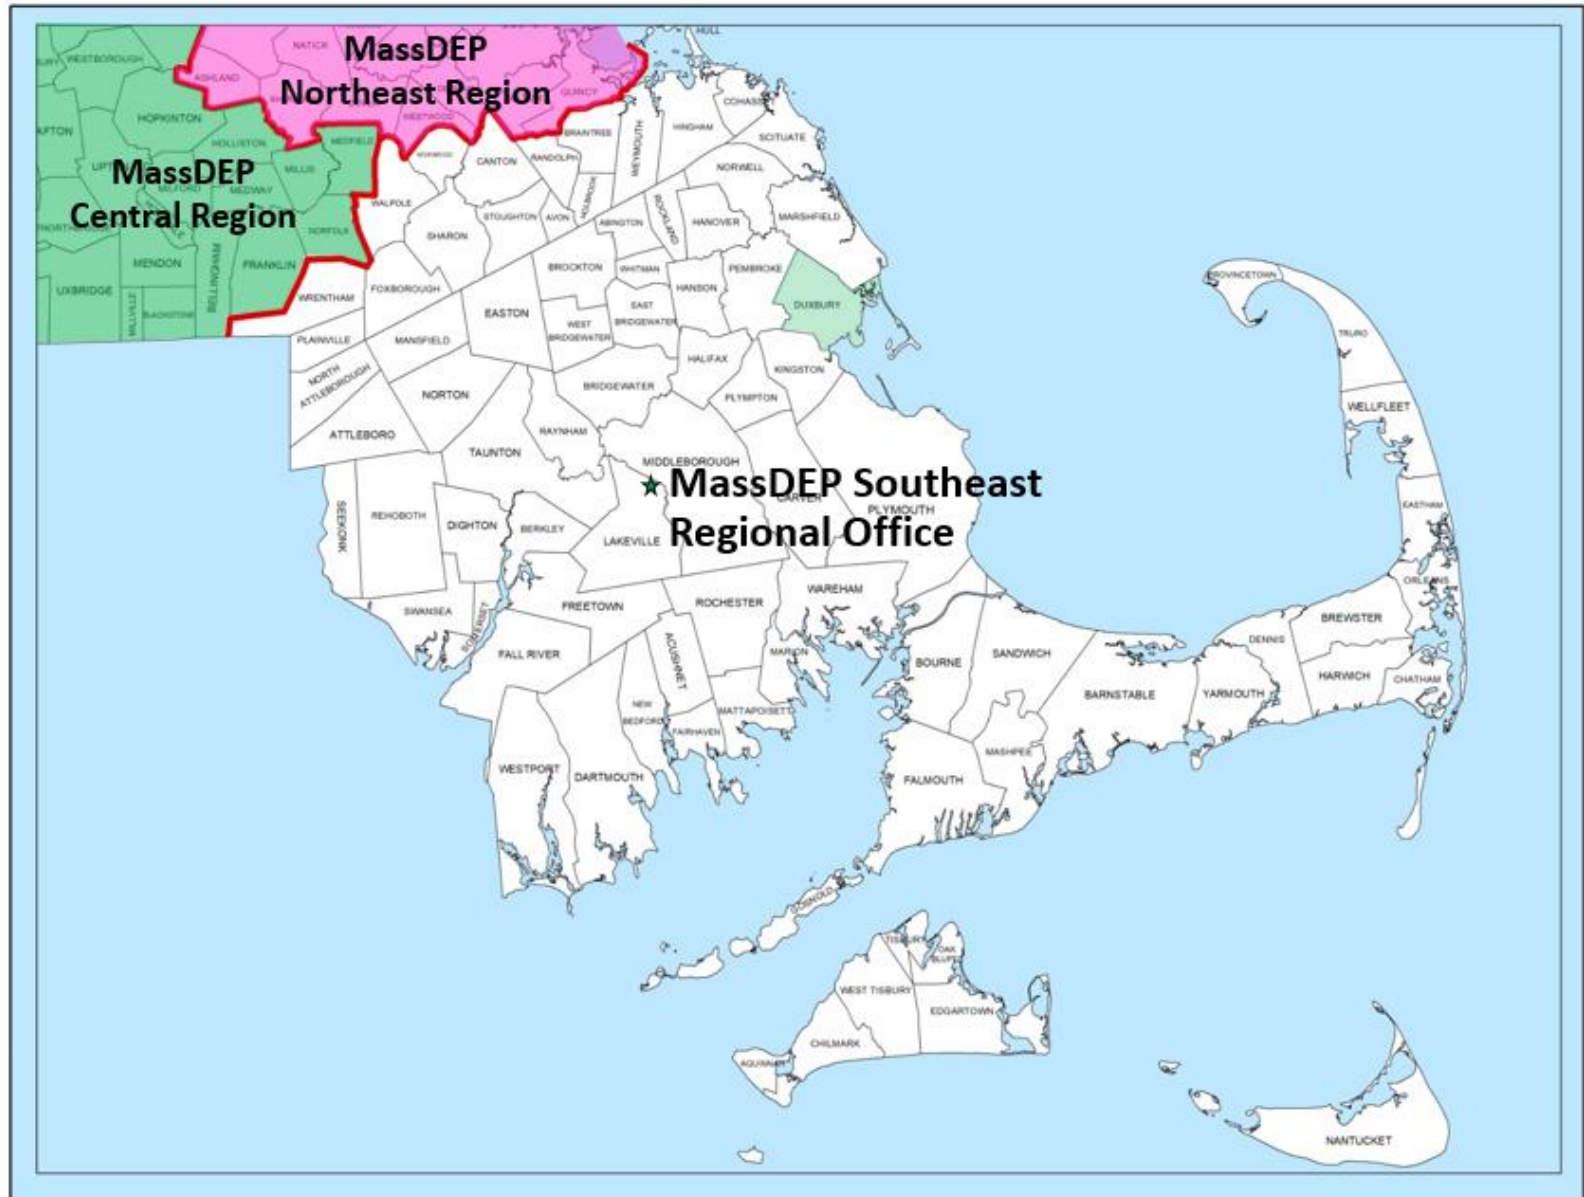 HULL
WESTBOROUGH
NATICK
MassDEP
Northeast Region
ASHLAND
QUINCY
WESTWOOD
COHASS
HOPKINTON
HOLLISTON
MEDFIELD
BRAINTREE
WEYMOUTH
HINGHAM
SCITUATE
AFTON
MassDEP
Central Region
MILLIS
MILFORD
MEDWAY
CANTON
RANDOLPH
NORWELL
WALPOLE
HOLBROOK
STOUGHTON
AVON
ABINGTON
ROCKLAND
HANOVER
MARSHFIELD
NORFOLK
SHARON
MENDON
BELLINGHAM
FRANKLIN
BROCKTON
WHITMAN
PEMBROKE
PROVINCETOWN
UXBRIDGE
MILLVILLE
BLACKSTONE
WRENTHAM
FOXBOROUGH
HANSON
DUXBURY
EASTON
EAST
BRIDGEWATER
WEST
BRIDGEWATER
PLAINVILLE
MANSFIELD
TRURO
NORTH
ATTLEBOROUGH
HALIFAX
KINGSTON
NORTON
BRIDGEWATER
PLYMPTON
WELLFLEET
ATTLEBORO
RAYNHAM
TAUNTON
MIDDLEBOROUGH
MassDEP Southeast
Regional Office
CARVER
PLYMOUTH
SEEKONK
REHOBOTH
DIGHTON
BERKLEY
LAKEVILLE
EASTHAM
ORLEANS
SWANSEA
SOMERSET
FREETOWN
ROCHESTER
WAREHAM
BREWSTER
DENNIS
FALL RIVER
ACUSHNET
MARION
BOURNE
SANDWICH
HARWICH
CHATHAM
BARNSTABLE
YARMOUTH
NEW
BEDFORD
MATTAPOISETT
FAIRHAVEN
MASHPEE
WESTPORT
DARTMOUTH
FALMOUTH
GOSNOLD
TISBURY
OAK
BLUFF
WEST TISBURY
EDGARTOWN
CHILMARK
AQUINNAH
NANTUCKET